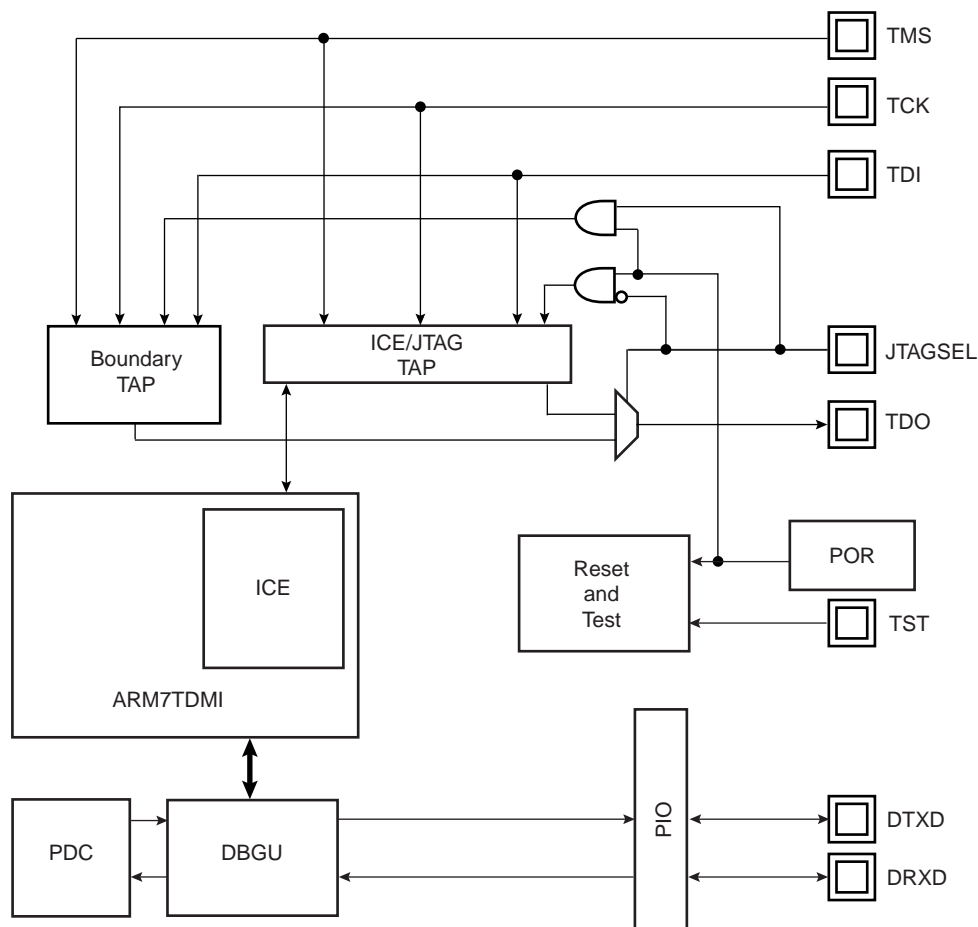 TMS
TCK
TDI
Boundary
TAP
ICE/JTAG
TAP
JTAGSEL
TDO
ICE
Reset
and
Test
POR
TST
ARM7TDMI
PDC
DBGU
PIO
DTXD
DRXD